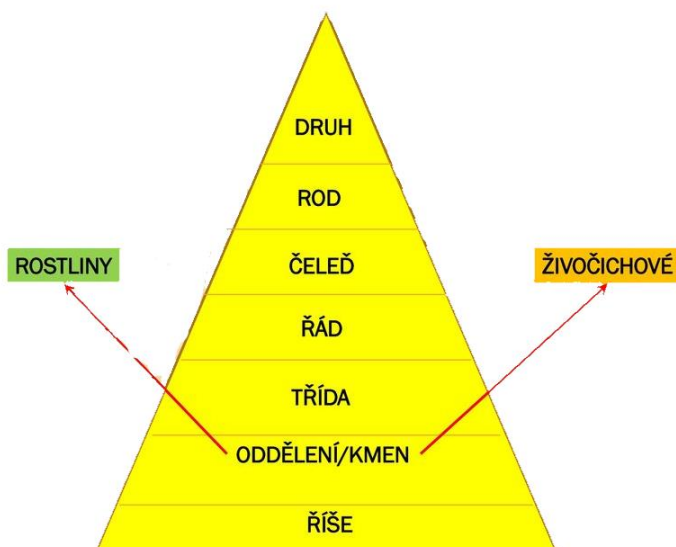 DRUH
ROD
ROSTLINY
ČELEĎ
ŽIVOČICHOVÉ
ŘÁD
TŘÍDA
ODDĚLENÍ/KMEN
ŘÍŠE